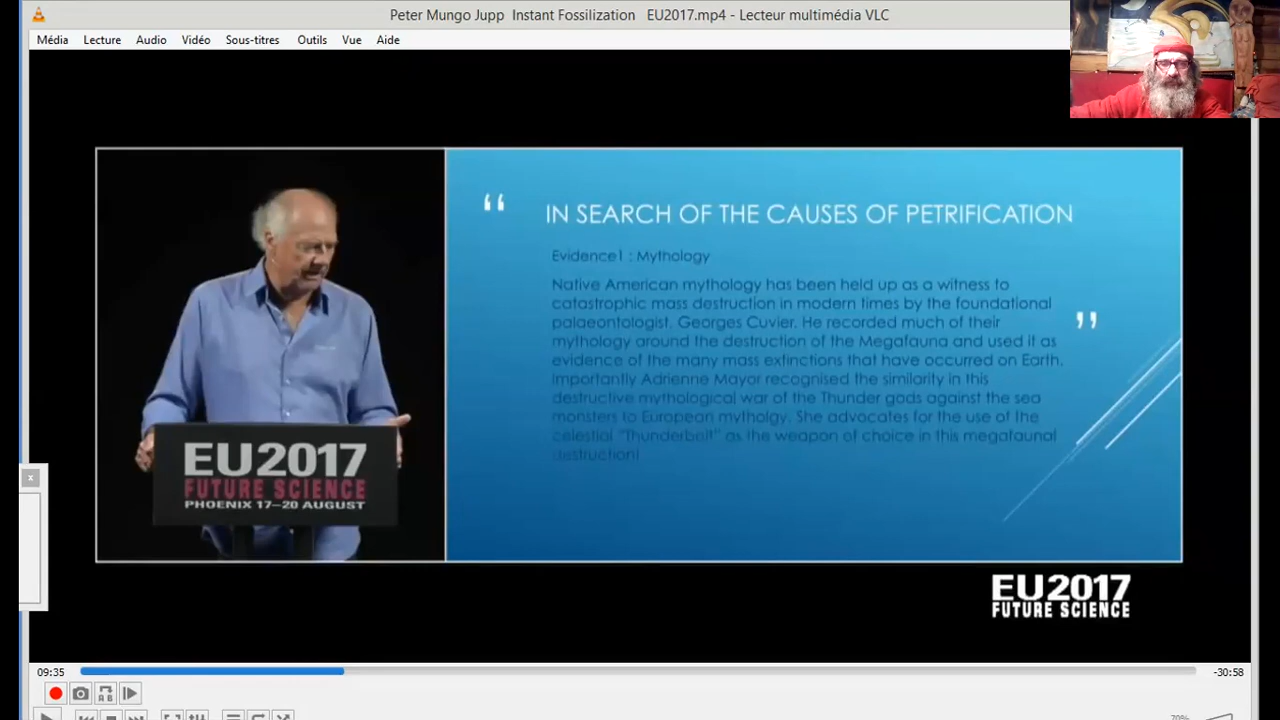 Peter Mungo Jupp Instant Fossilization EU2017.mp4 - Lecteur multimédia VLC
Média Lecture Audio Vidéo Sous-titres Outils Vue Aide
“ IN SEARCH OF THE CAUSES OF PETRIFICATION
Evidence1 : Mythology
Native American mythology has been held up as a witness to
catastrophic mass destruction in modern times by the foundational
palaeontologist, Georges Cuvier. He recorded much of their
mythology around the destruction of the Megafauna and used it as
evidence of the many mass extinctions that have occurred on Earth.
Importantly Adrienne Mayor recognised the similarity in this
destructive mythological war of the Thunder gods against the sea
monsters to European mytholgy. She advocates for the use of the
celestial "Thunderbolt" as the weapon of choice in this megafaunal
destruction! ”
EU2017
FUTURE SCIENCE
PHOENIX 17–20 AUGUST
EU2017
FUTURE SCIENCE
x
09:35
-30:58
A B
70%